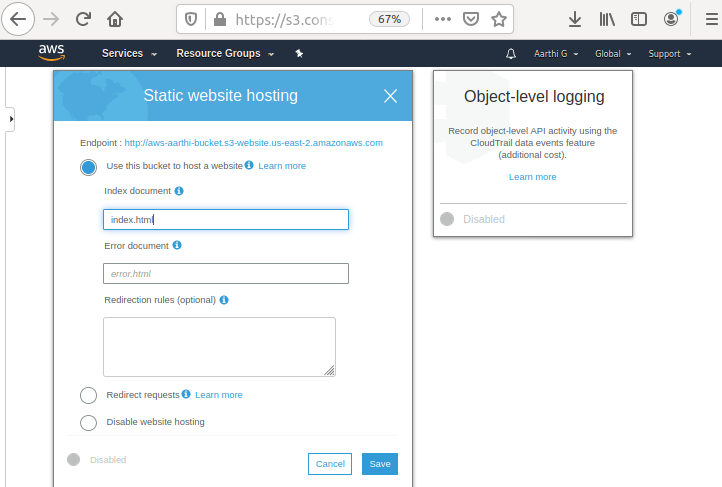 https://s3.cons
67%
aws
Services
Resource Groups
Aarthi G
Global
Support
Static website hosting
Endpoint : http://aws-aarthi-bucket.s3-website.us-east-2.amazonaws.com
Use this bucket to host a website Learn more
Index document
index.html
Error document
error.html
Redirection rules (optional)
Redirect requests Learn more
Disable website hosting
Disabled
Cancel
Save
Object-level logging
Record object-level API activity using the
CloudTrail data events feature
(additional cost).
Learn more
Disabled